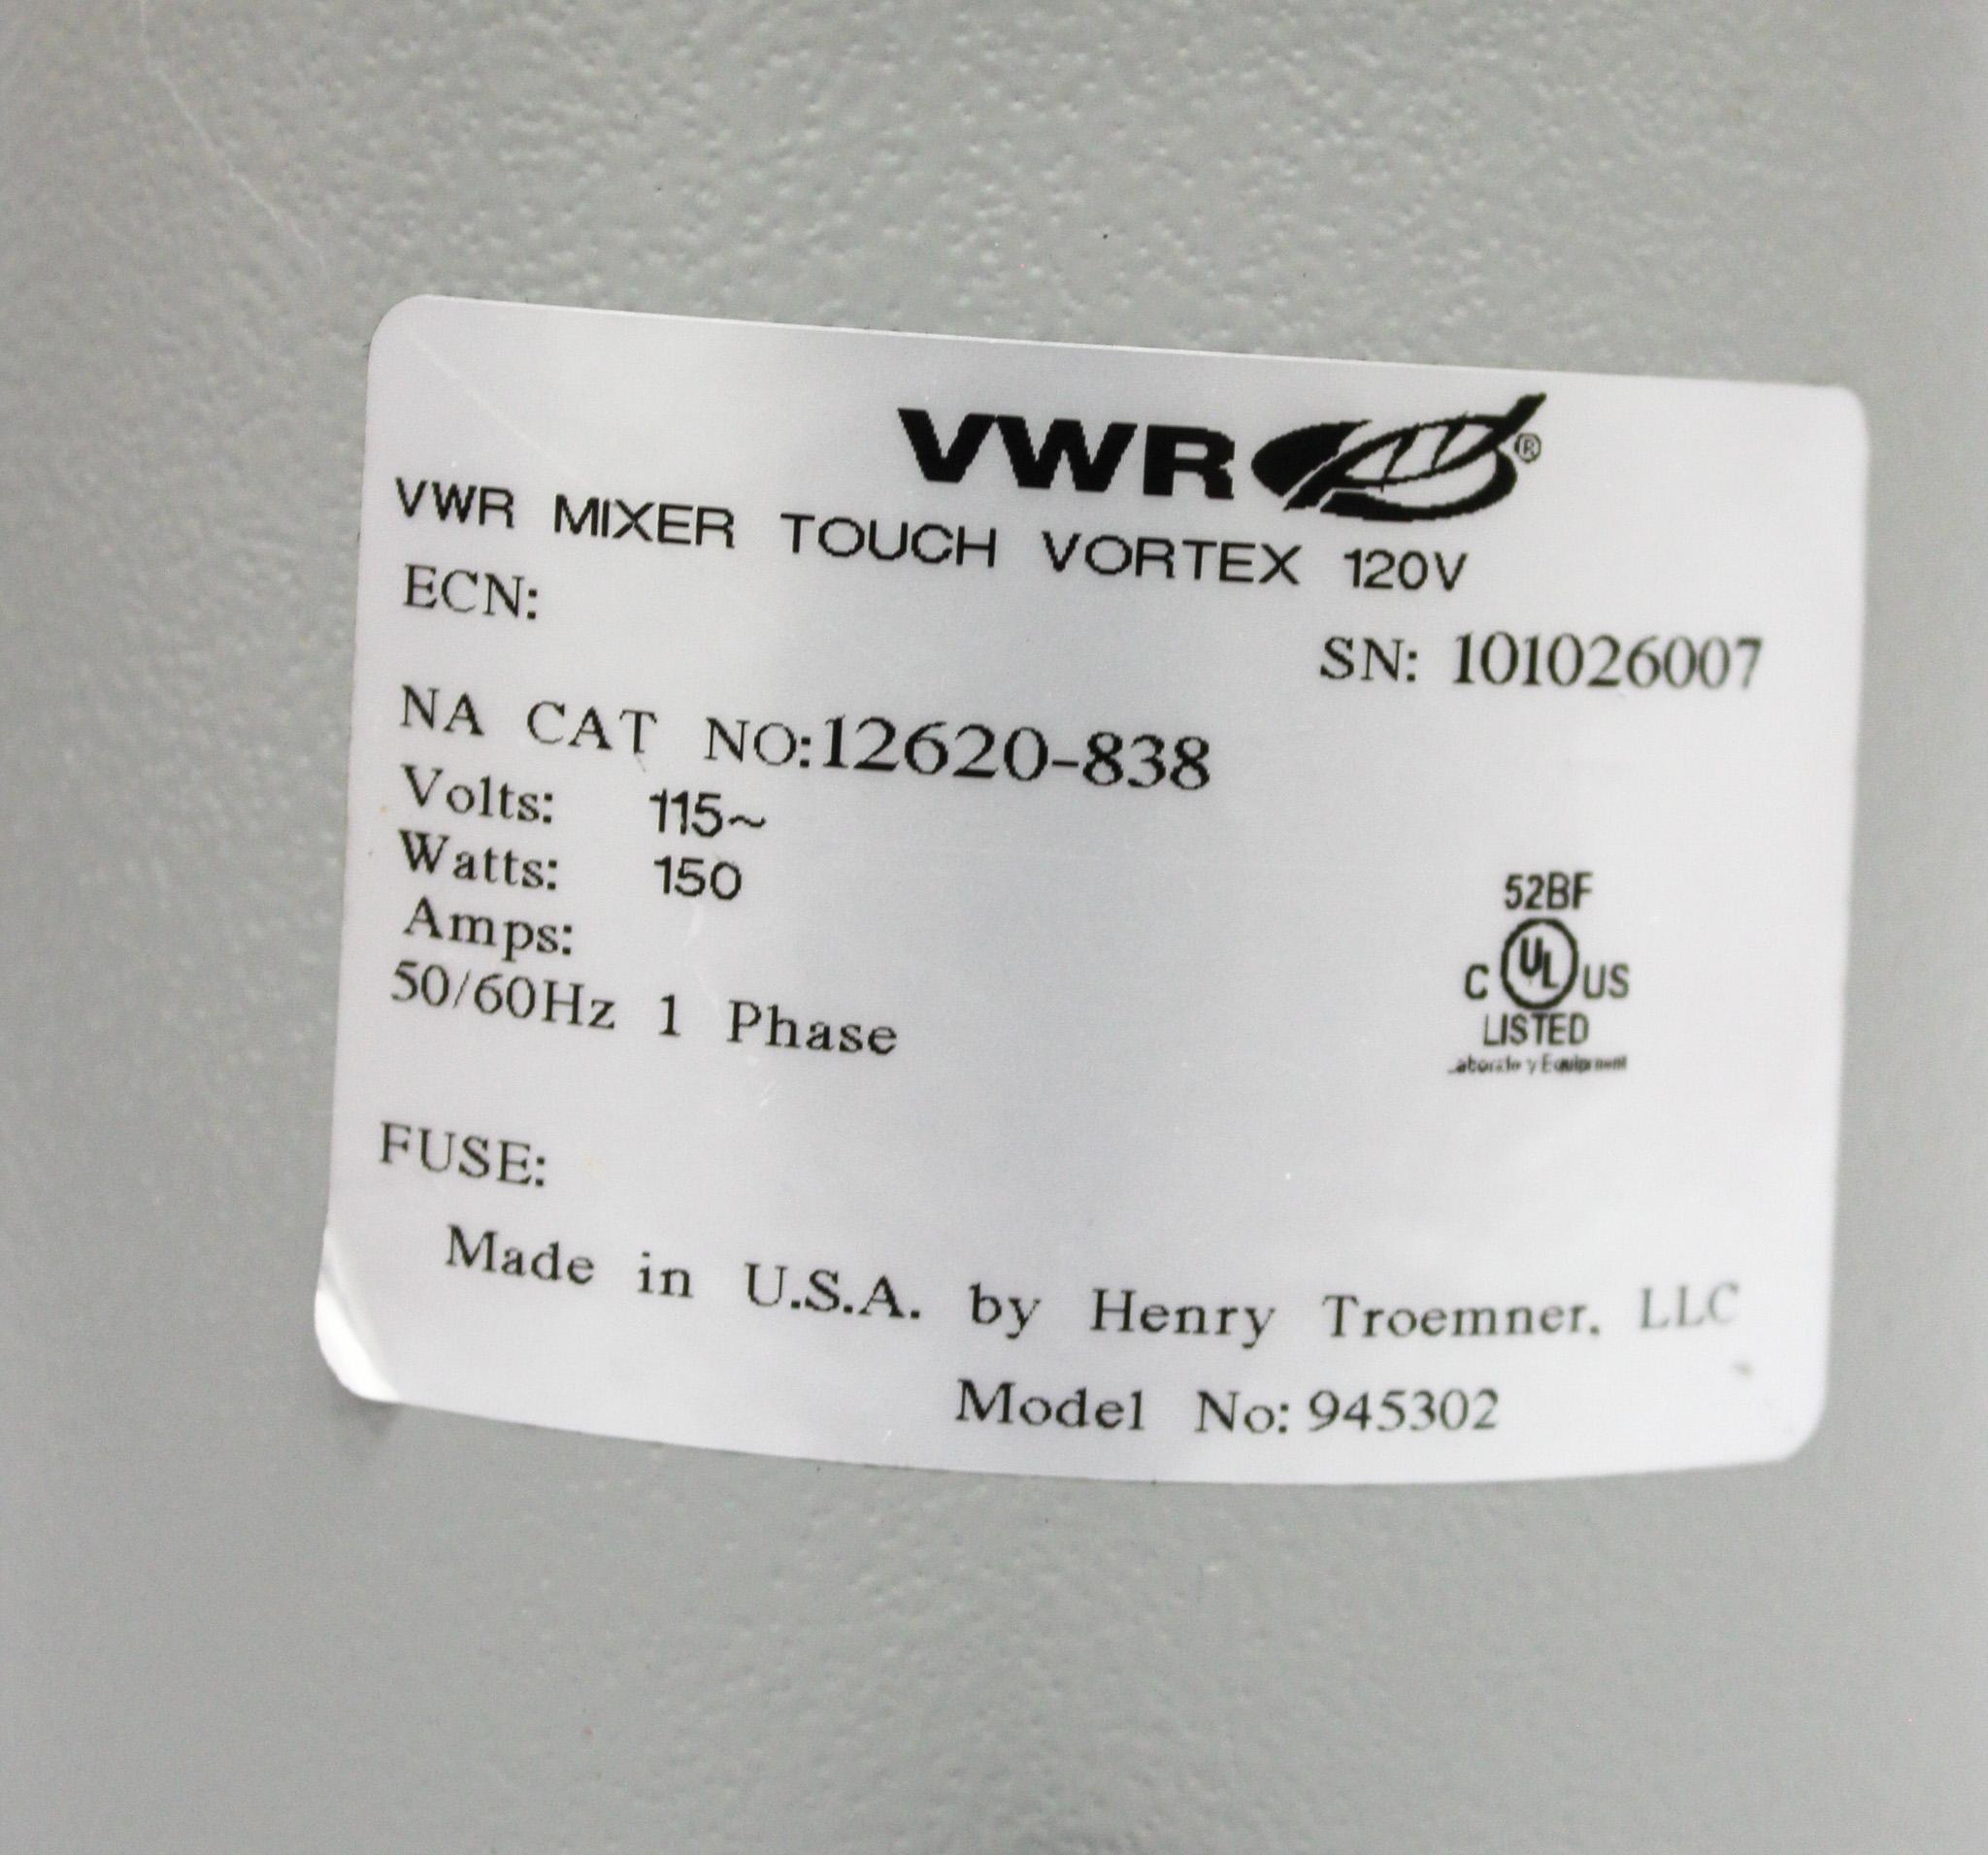 VWR®
VWR MIXER TOUCH VORTEX 120V
ECN:
SN: 101026007
NA CAT NO:12620-838
Volts: 115~
Watts: 150
Amps:
50/60Hz 1 Phase
52BF
C UL US
LISTED
Equipment
FUSE:
Made in U.S.A. by Henry Troemner, LLC
Model No: 945302